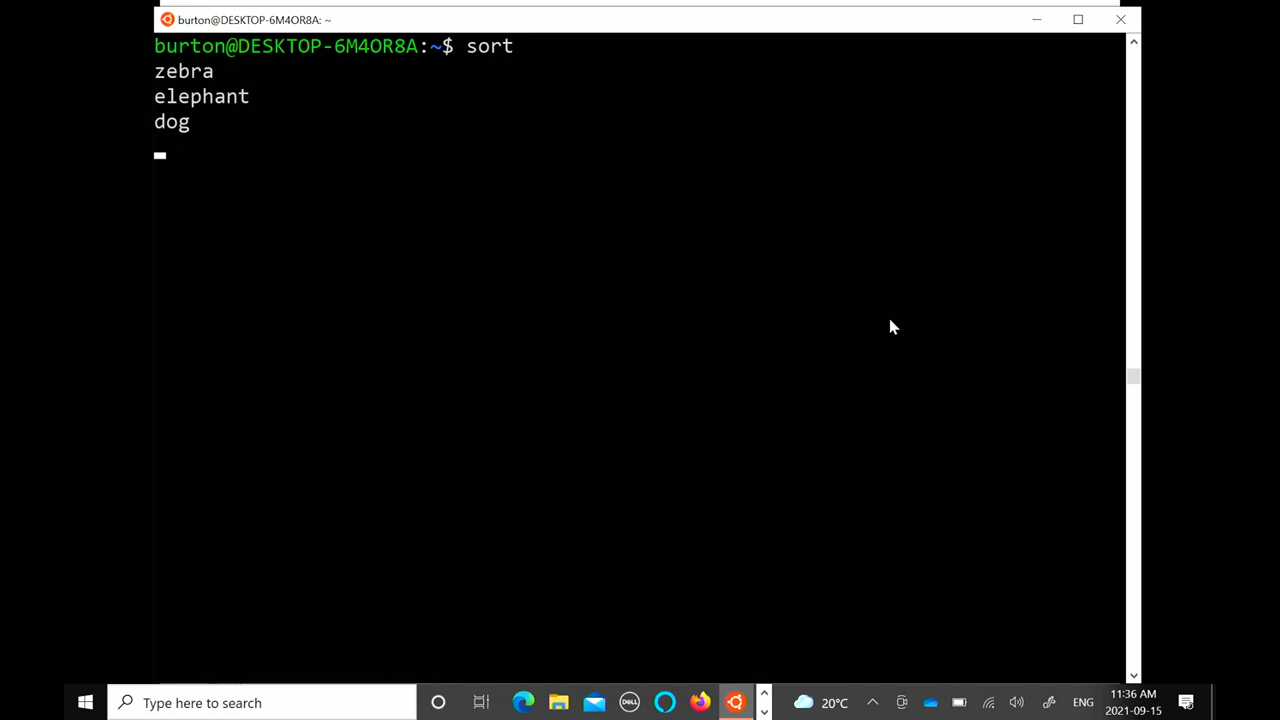 burton@DESKTOP-6M4OR8A: ~
burton@DESKTOP-6M4OR8A:~$ sort
zebra
elephant
dog
Type here to search
DELL
20°C
ENG
11:36 AM
2021-09-15